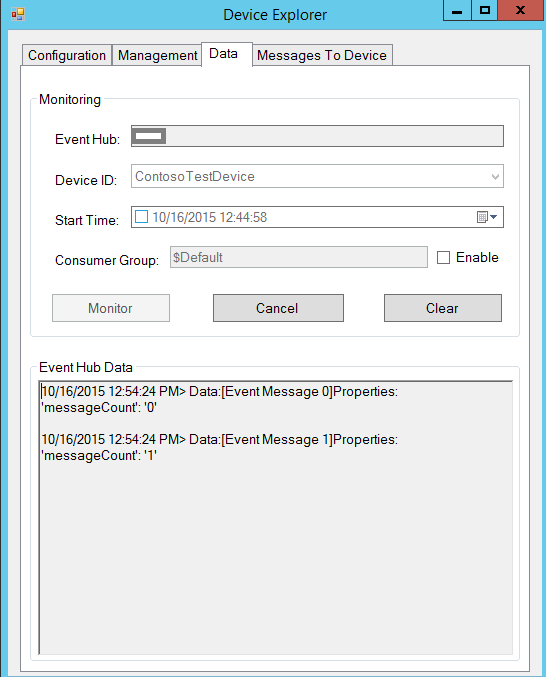 Device Explorer
Configuration Management Data Messages To Device
Monitoring
Event Hub:
Device ID: ContosoTestDevice
Start Time: 10/16/2015 12:44:58
Consumer Group: $Default Enable
Monitor Cancel Clear
Event Hub Data
10/16/2015 12:54:24 PM> Data:[Event Message 0]Properties:
'messageCount': '0'
10/16/2015 12:54:24 PM> Data:[Event Message 1]Properties:
'messageCount': '1'